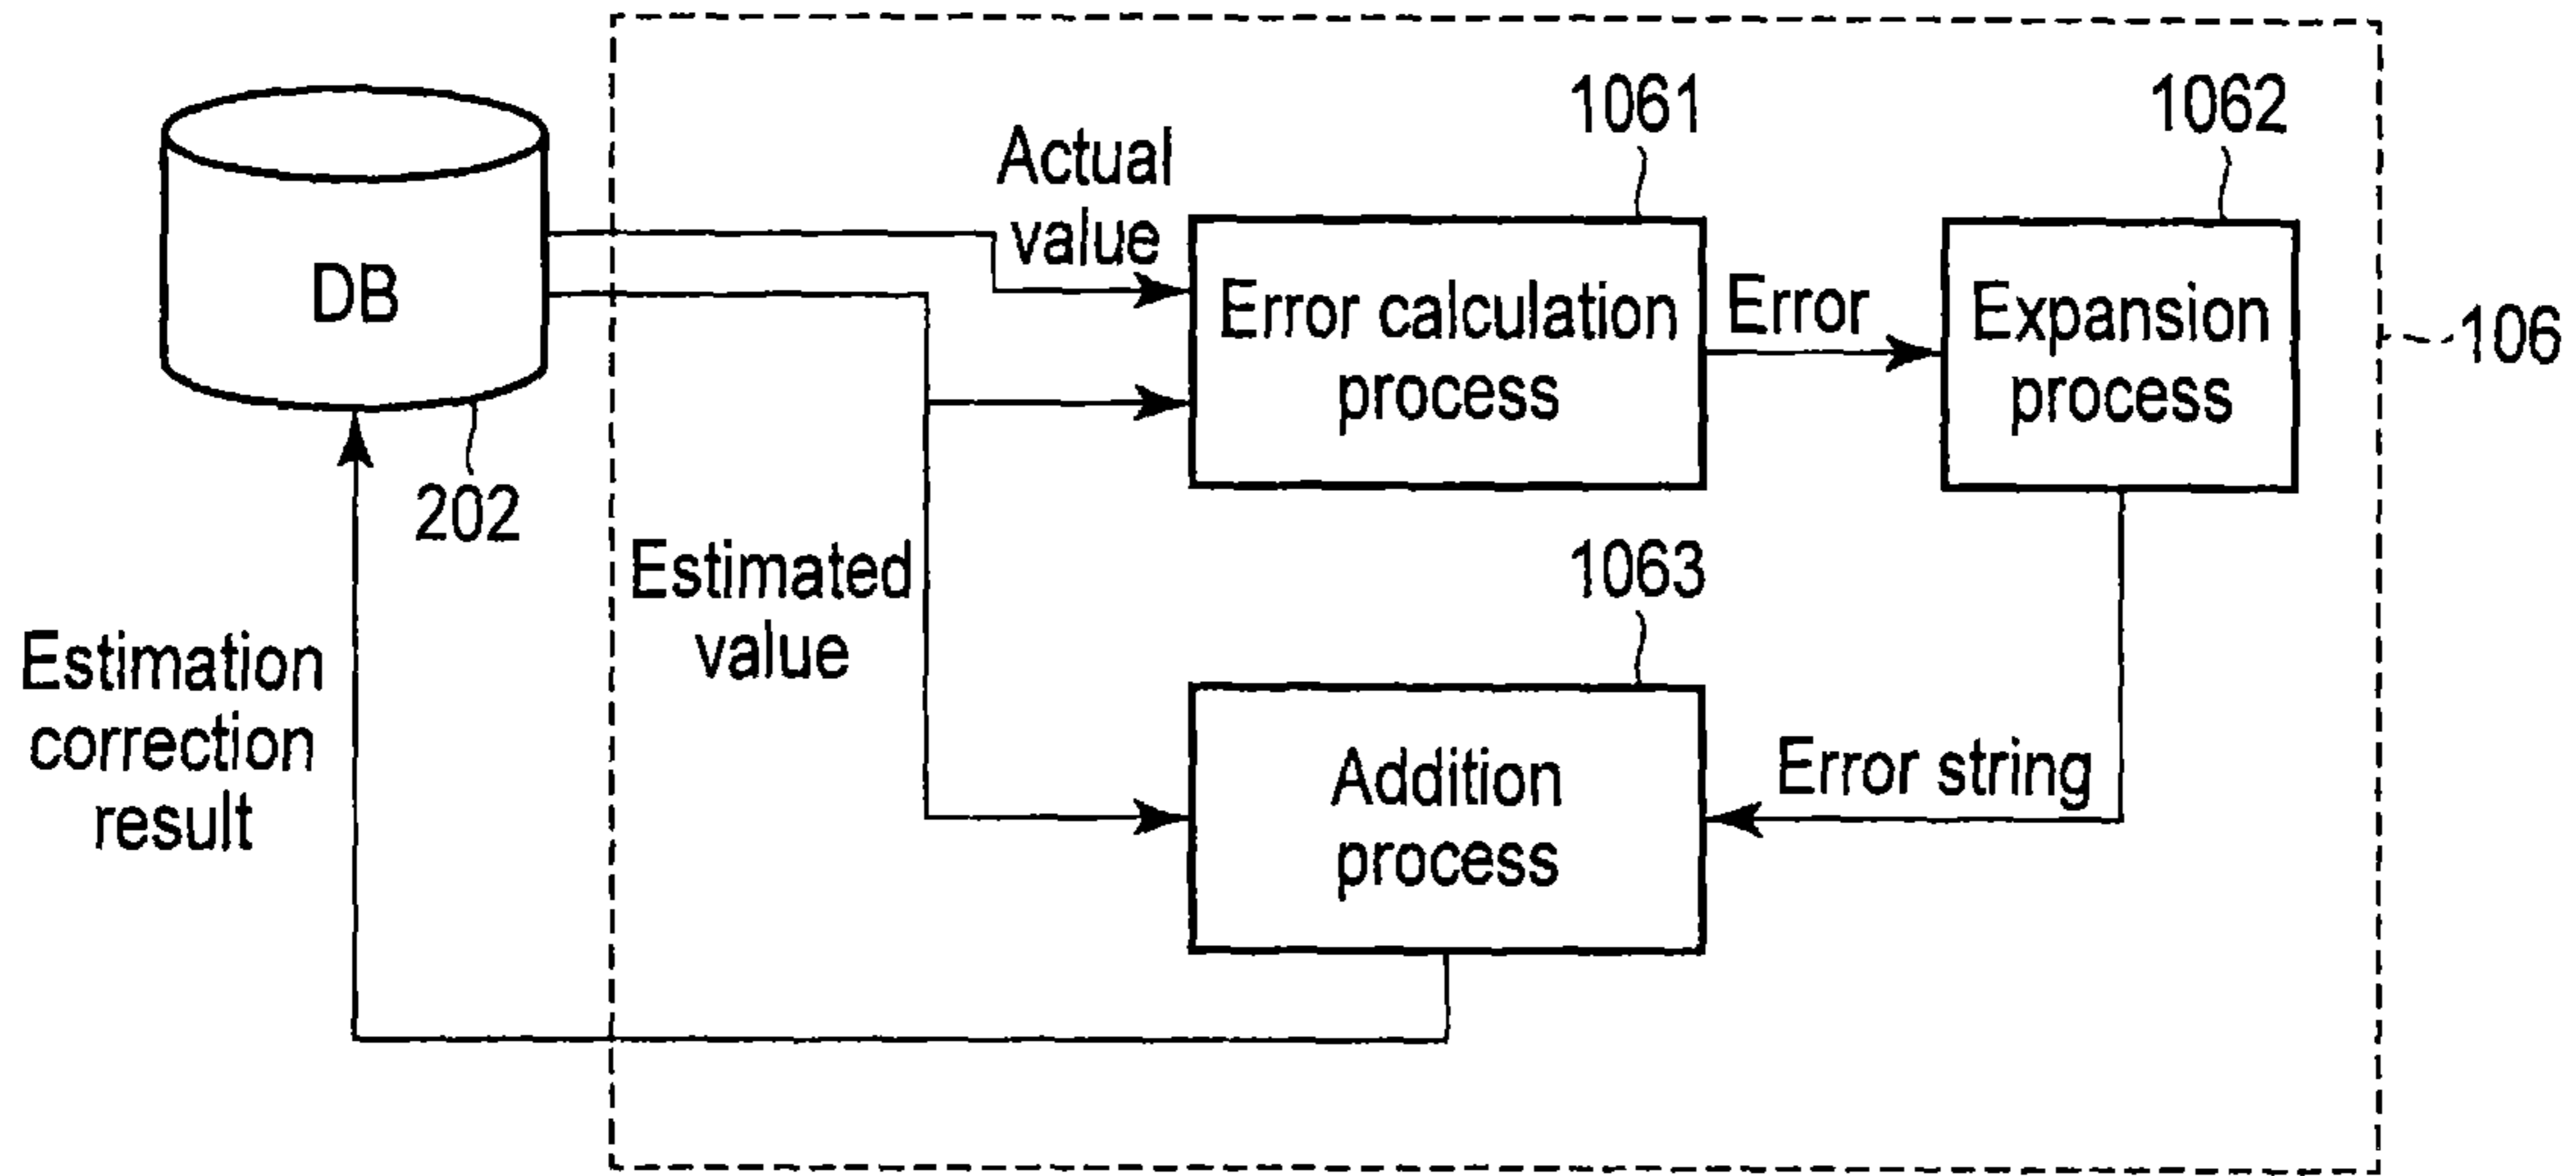 1061
1062
Actual
value
DB
Error calculation
process
Error
Expansion
process
106
202
Estimated
value
1063
Estimation
correction
result
Addition
process
Error string